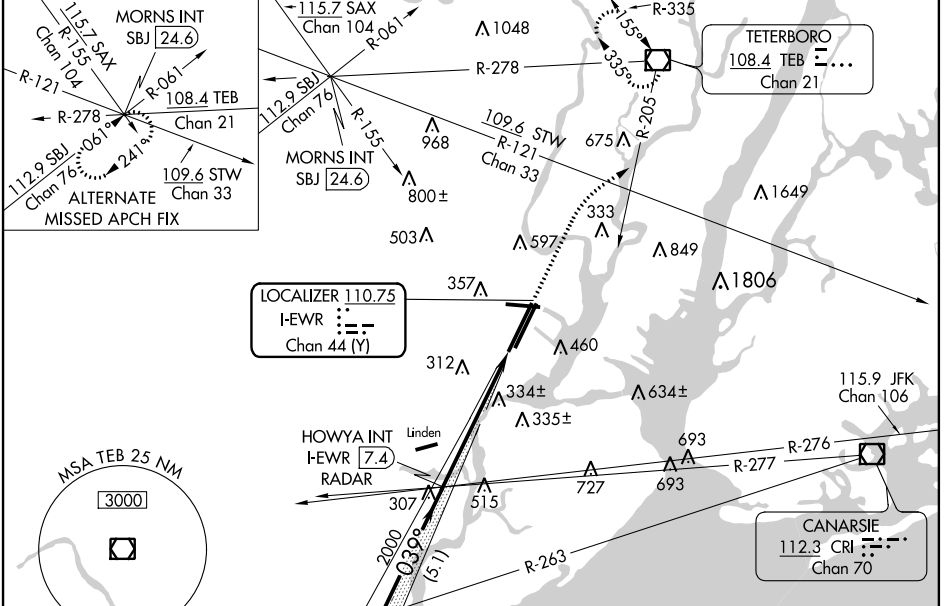 MORNS INT
SBJ 24.6
115.7 SAX
R-155
Chan 104
R-121
R-061
R-278
108.4 TEB
Chan 21
061°
241°
112.9 SBJ
Chan 76
109.6 STW
Chan 33
ALTERNATE
MISSED APCH FIX
115.7 SAX
Chan 104
R-061
1048
R-335
155°
335°
R-278
TETERBORO
108.4 TEB
Chan 21
112.9 SBJ
Chan 76
R-155
968
109.6 STW
R-121
Chan 33
675
R-205
MORNS INT
SBJ 24.6
800±
1649
503
597
333
849
357
1806
LOCALIZER 110.75
I-EWR
Chan 44 (Y)
460
312
334±
634±
335±
115.9 JFK
Chan 106
HOWYA INT
I-EWR 7.4
RADAR
Linden
693
R-276
R-277
307
515
727
693
MSA TEB 25 NM
3000
2000
039°
(5.1)
R-263
CANARSIE
112.3 CRI
Chan 70